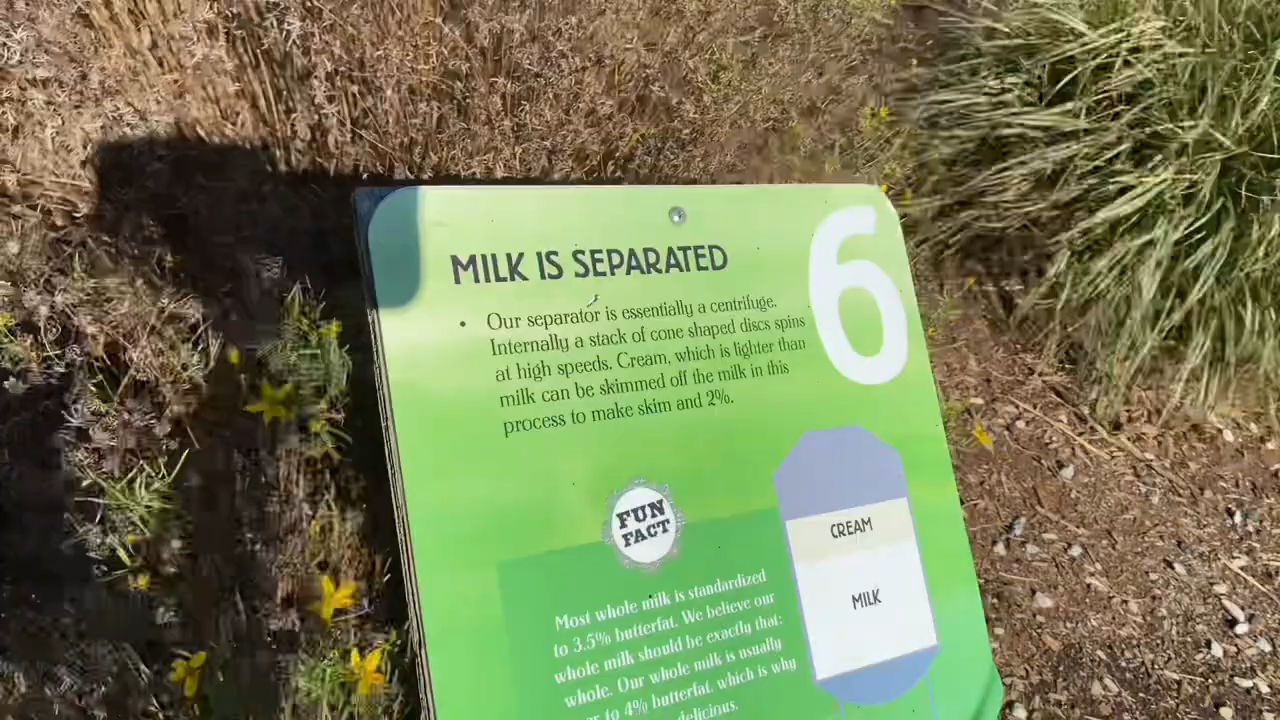 MILK IS SEPARATED
6
• Our separator is essentially a centrifuge.
Internally a stack of cone shaped discs spins
at high speeds. Cream, which is lighter than
milk can be skimmed off the milk in this
process to make skim and 2%.
FUN
FACT
CREAM
MILK
Most whole milk is standardized
to 3.5% butterfat. We believe our
whole milk should be exactly that:
whole. Our whole milk is usually
to 4% butterfat, which is why
delicious.